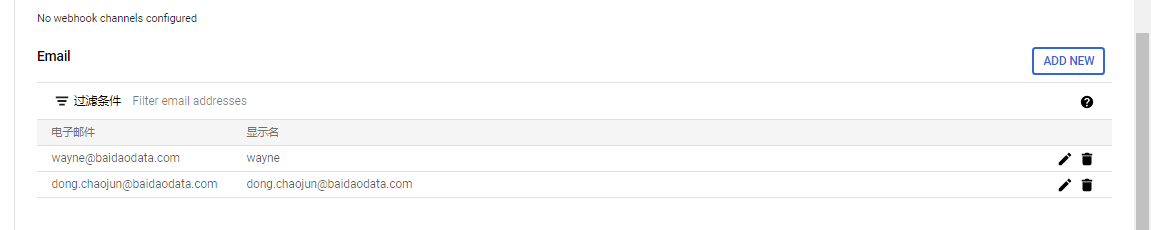 No webhook channels configured
Email
ADD NEW
过滤条件 Filter email addresses
电子邮件 显示名
wayne@baidaodata.com wayne
dong.chaojun@baidaodata.com dong.chaojun@baidaodata.com